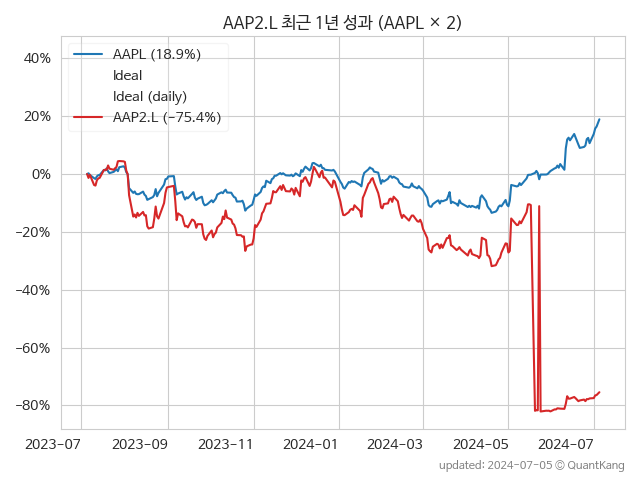 AAP2.L 최근 1년 성과 (AAPL × 2)
AAPL (18.9%)
Ideal
Ideal (daily)
AAP2.L (−75.4%)
40%
20%
0%
−20%
−40%
−60%
−80%
2023−07
2023−09
2023−11
2024−01
2024−03
2024−05
2024−07
updated: 2024-07-05 © QuantKang